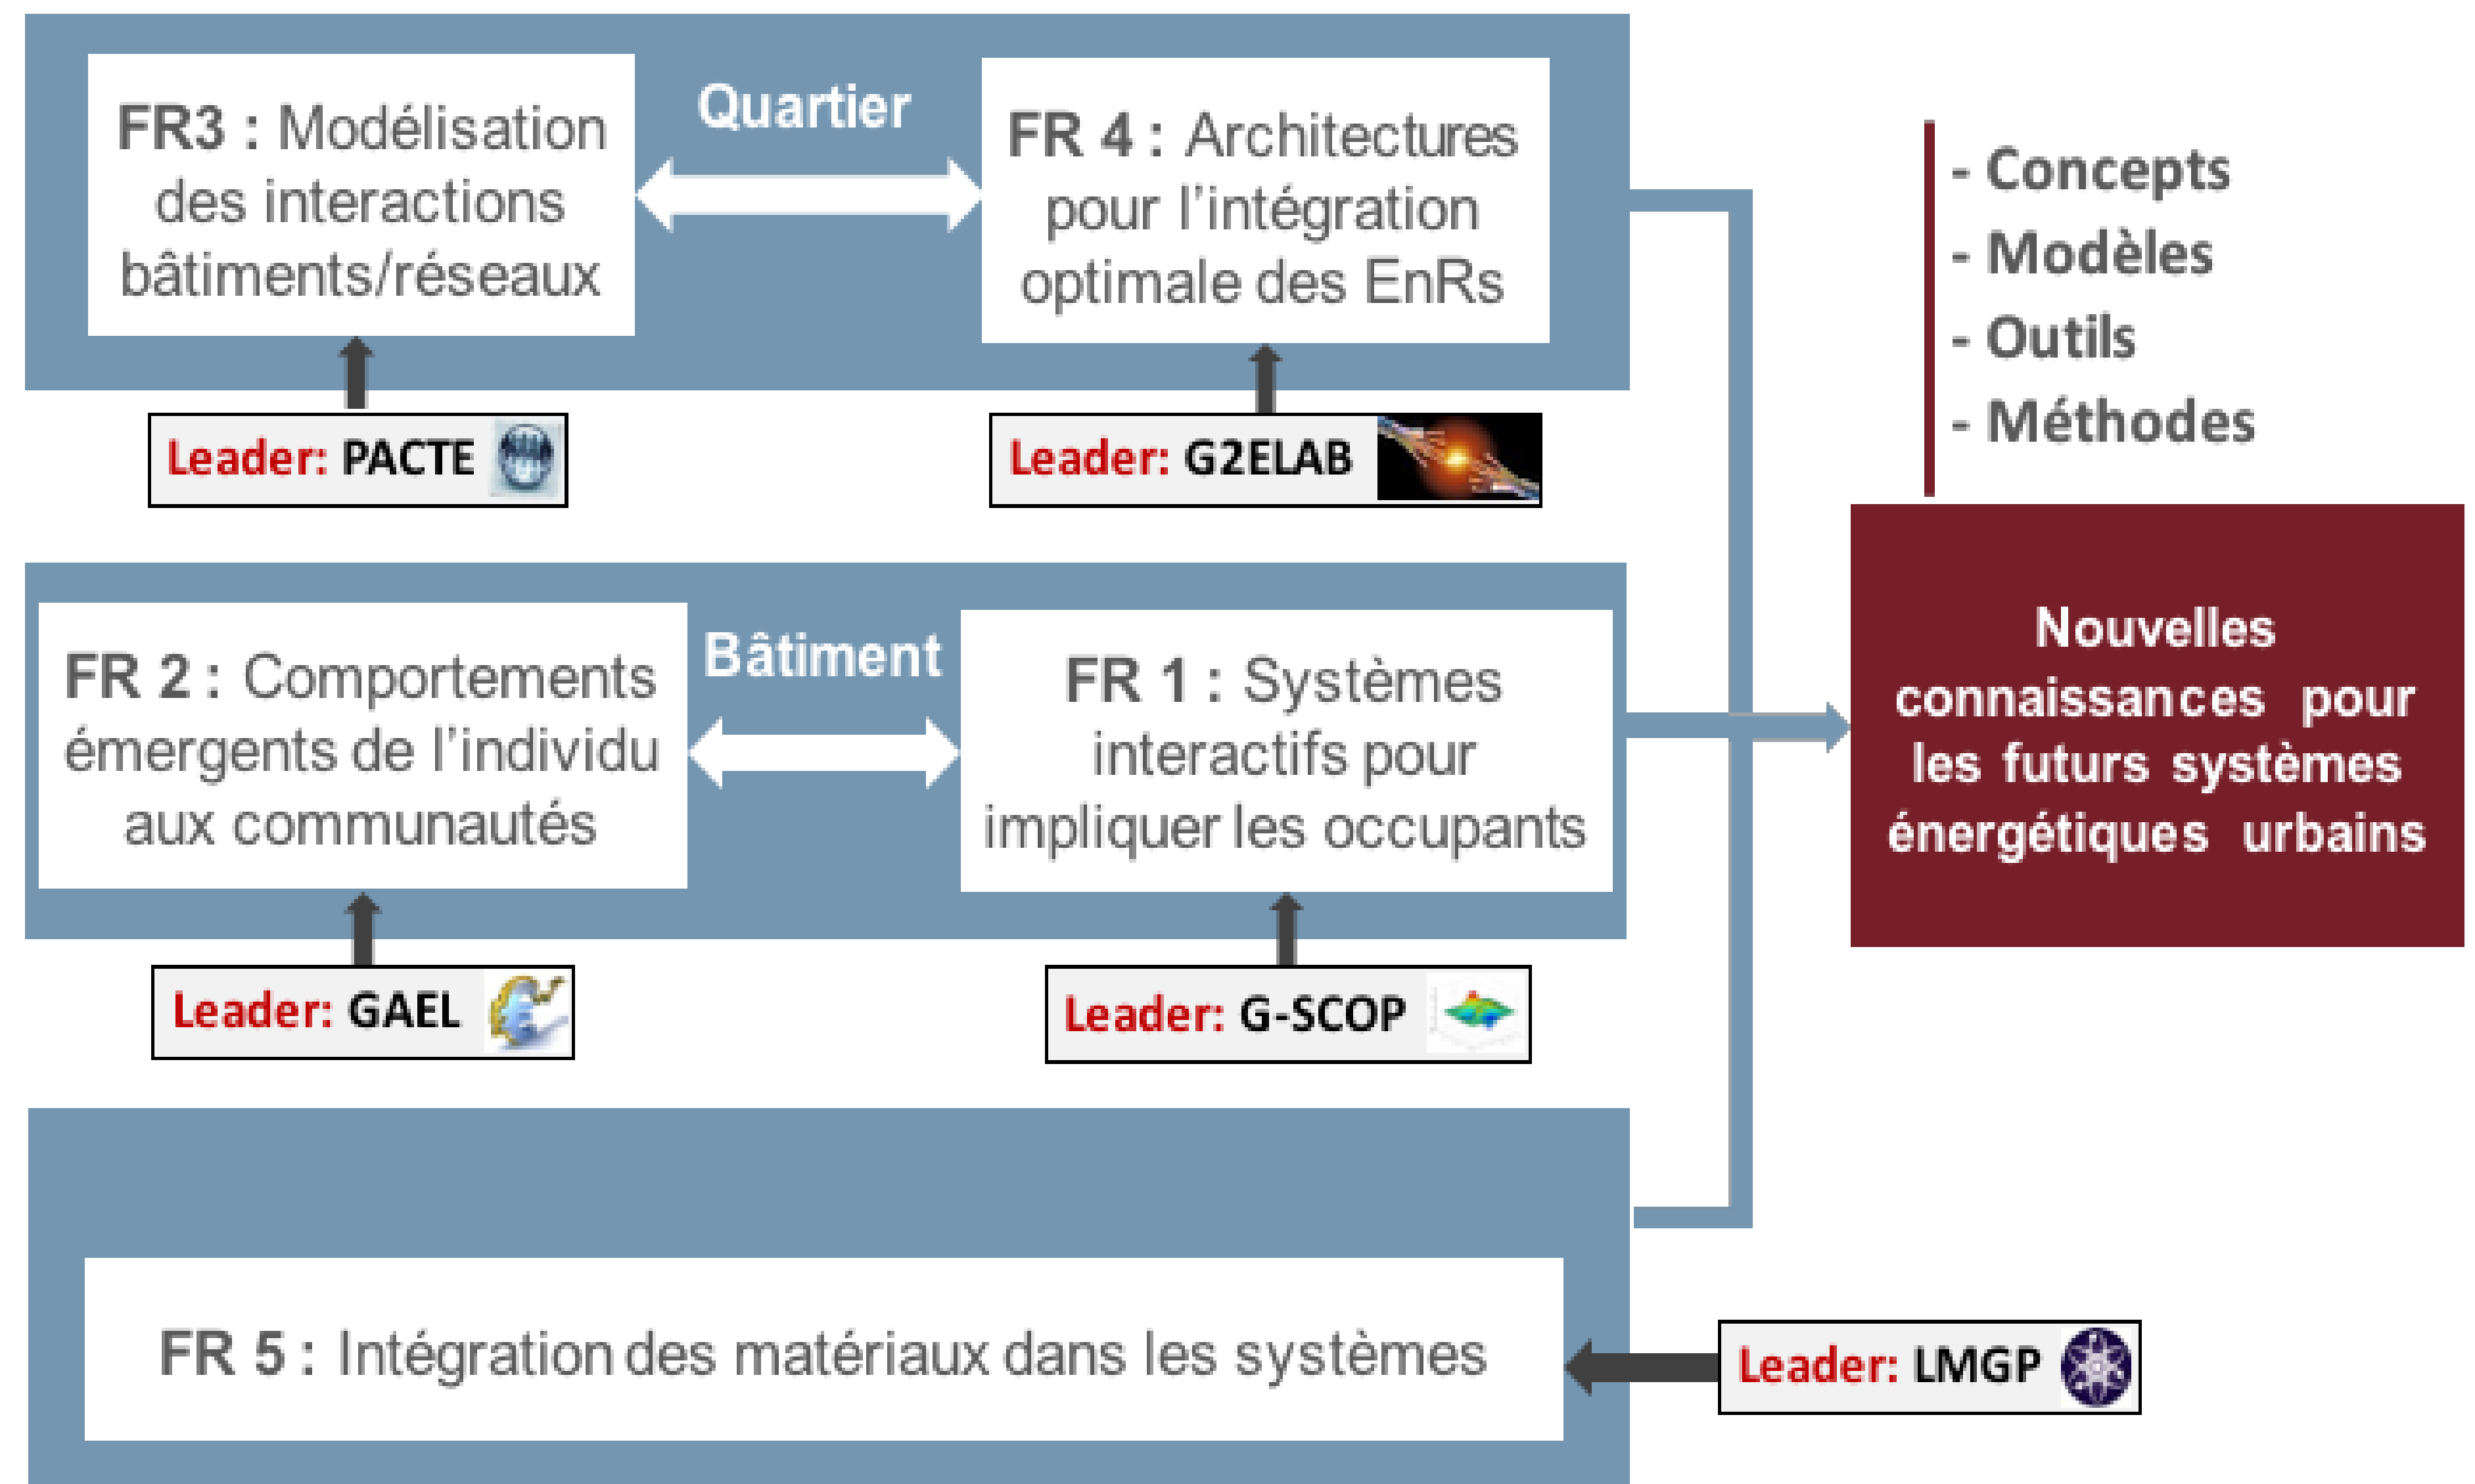 FR3 : Modélisation
des interactions
bâtiments/réseaux
Quartier
FR 4 : Architectures
pour l'intégration
optimale des EnRs
Leader: PACTE
Leader: G2ELAB
- Concepts
- Modèles
- Outils
- Méthodes
FR 2 : Comportements
émergents de l'individu
aux communautés
Bâtiment
FR 1 : Systèmes
interactifs pour
impliquer les occupants
Leader: GAEL
Leader: G-SCOP
Nouvelles
connaissances pour
les futurs systèmes
énergétiques urbains
FR 5 : Intégration des matériaux dans les systèmes
Leader: LMGP